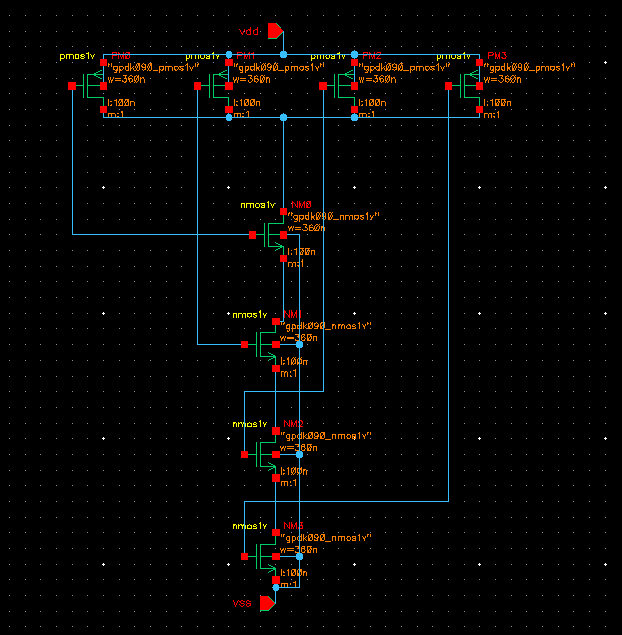 vdd
pmos1v PM0 pmos1v PM1 pmos1v PM2 pmos1v PM3
"gpdk090_pmos1v" "gpdk090_pmos1v" "gpdk090_pmos1v" "gpdk090_pmos1v"
w=360n w=360n w=360n w=360n
l:100n l:100n l:100n l:100n
m:1 m:1 m:1 m:1
nmos1v NM0
"gpdk090_nmos1v"
w=360n
l:100n
m:1
nmos1v NM1
"gpdk090_nmos1v"
w=360n
l:100n
m:1
nmos1v NM2
"gpdk090_nmos1v"
w=360n
l:100n
m:1
nmos1v NM3
"gpdk090_nmos1v"
w=360n
l:100n
m:1
vss